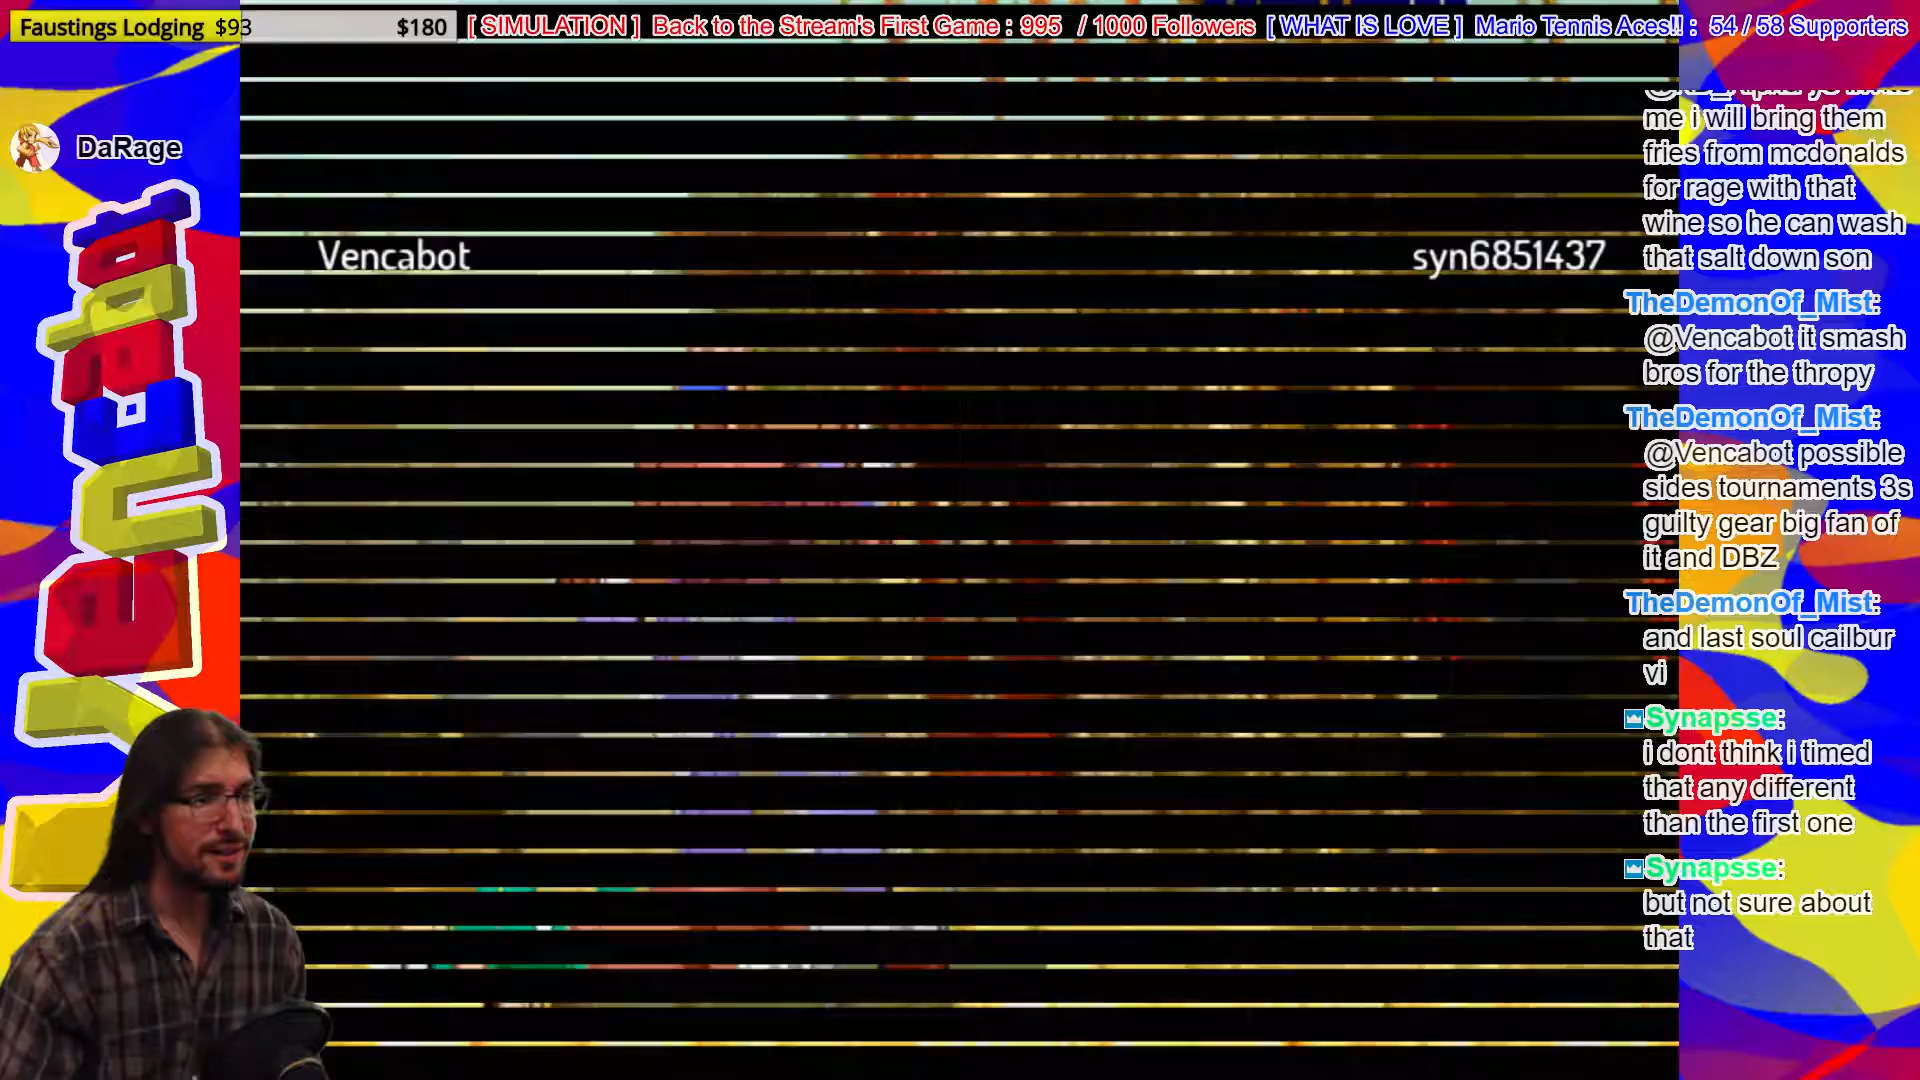 Faustings Lodging $93 $180 [ SIMULATION ] Back to the Stream's First Game : 995 / 1000 Followers [ WHAT IS LOVE ] Mario Tennis Aces!! : 54 / 58 Supporters
DaRage
Vencabot
syn6851437
me i will bring them
fries from mcdonalds
for rage with that
wine so he can wash
that salt down son
TheDemonOf_Mist:
@Vencabot it smash
bros for the thropy
TheDemonOf_Mist:
@Vencabot possible
sides tournaments 3s
guilty gear big fan of
it and DBZ
TheDemonOf_Mist:
and last soul cailbur
vi
Synapsse:
i dont think i timed
that any different
than the first one
Synapsse:
but not sure about
that